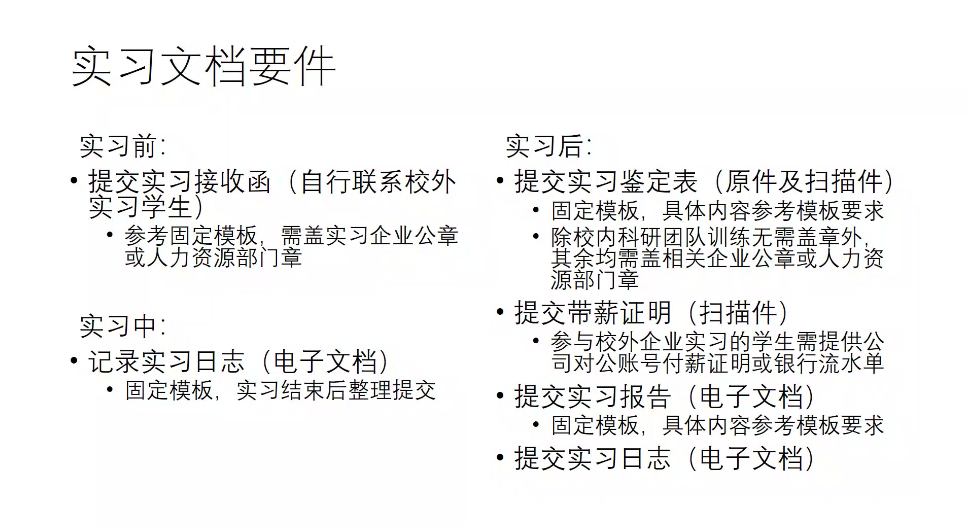 实习文档要件
实习前：
• 提交实习接收函（自行联系校外
实习学生）
• 参考固定模板，需盖实习企业公章
或人力资源部门章
实习中：
• 记录实习日志（电子文档）
• 固定模板，实习结束后整理提交
实习后：
• 提交实习鉴定表（原件及扫描件）
• 固定模板，具体内容参考模板要求
• 除校内科研团队训练无需盖章外，
其余均需盖相关企业公章或人力资
源部门章
• 提交带薪证明（扫描件）
• 参与校外企业实习的学生需提供公
司对公账号付薪证明或银行流水单
• 提交实习报告（电子文档）
• 固定模板，具体内容参考模板要求
• 提交实习日志（电子文档）